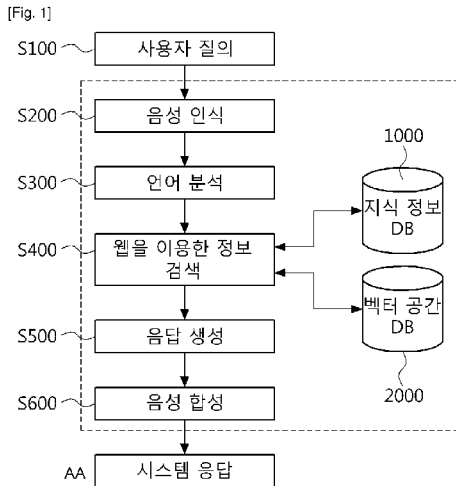 [Fig. 1]
S100 사용자 질의
S200 음성 인식
S300 언어 분석
S400 웹을 이용한 정보
검색
1000
지식 정보
DB
벡터 공간
DB
2000
S500 음답 생성
S600 음성 합성
AA 시스템 응답